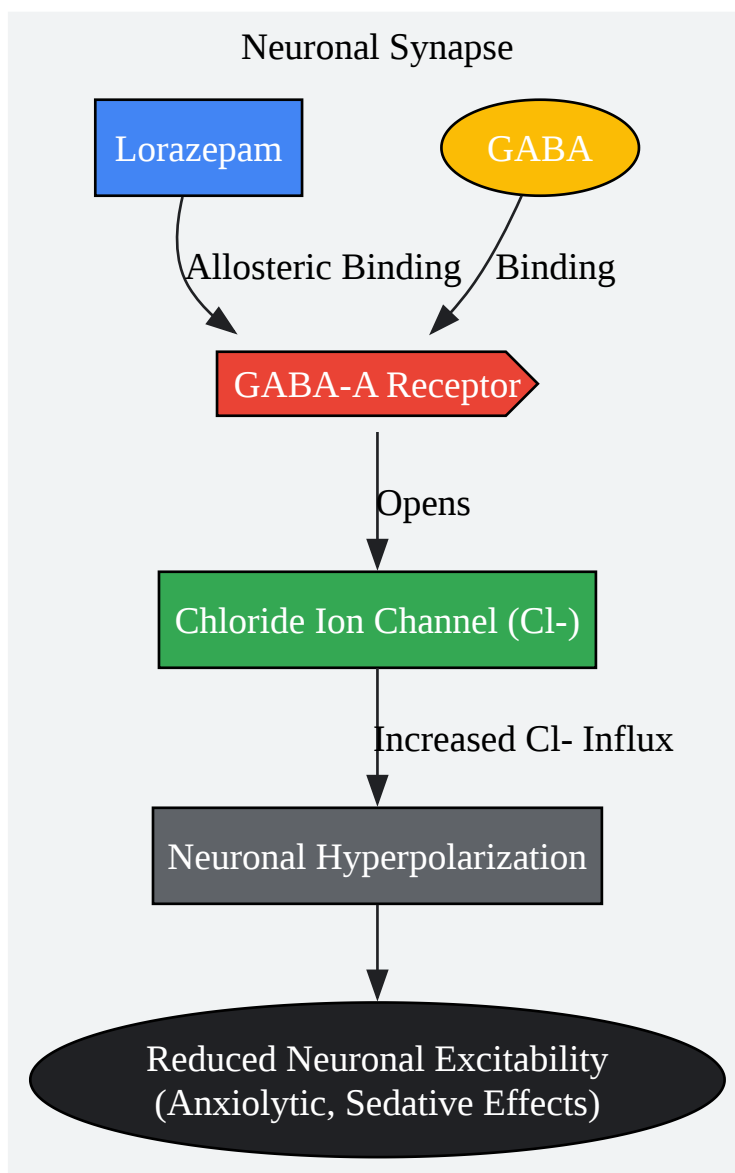 Neuronal Synapse
Lorazepam
GABA
Allosteric Binding
Binding
GABA-A Receptor
Opens
Chloride Ion Channel (Cl-)
Increased Cl- Influx
Neuronal Hyperpolarization
Reduced Neuronal Excitability
(Anxiolytic, Sedative Effects)